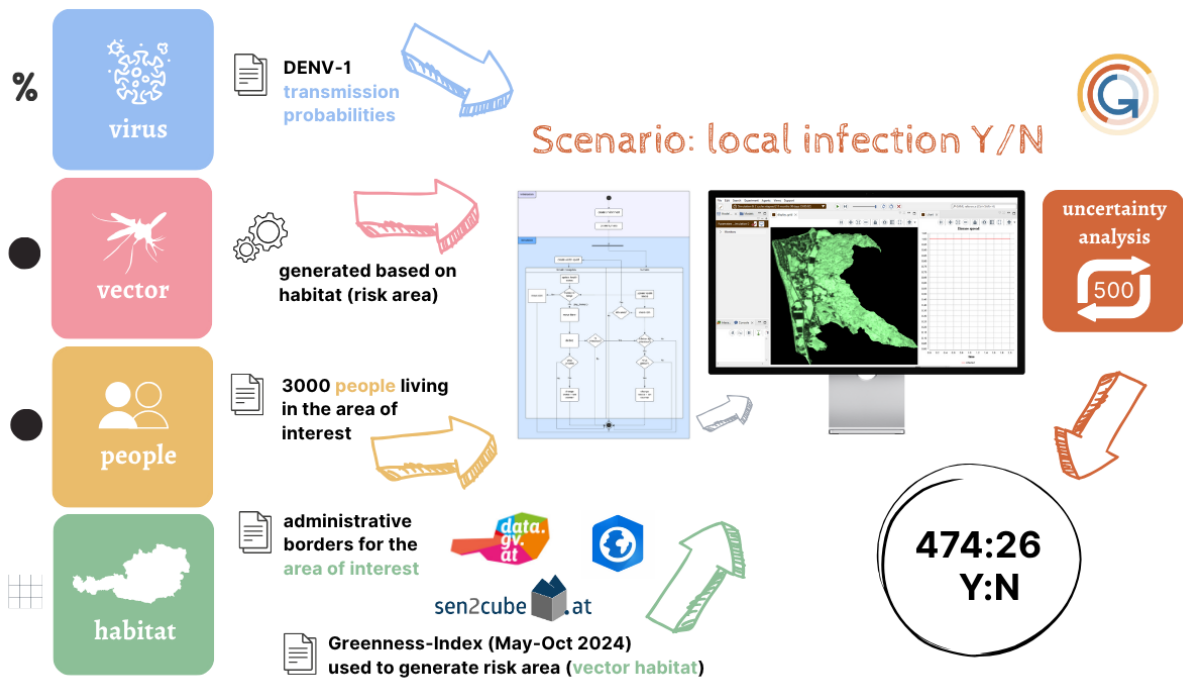 %
virus
DENV-1
transmission
probabilities
Scenario: local infection Y/N
G
vector
generated based on
habitat (risk area)
uncertainty
analysis
500
people
3000 people living
in the area of
interest
habitat
administrative
borders for the
area of interest
data.
gv.
at
sen2cube.at
Greenness-Index (May-Oct 2024)
used to generate risk area (vector habitat)
474:26
Y:N